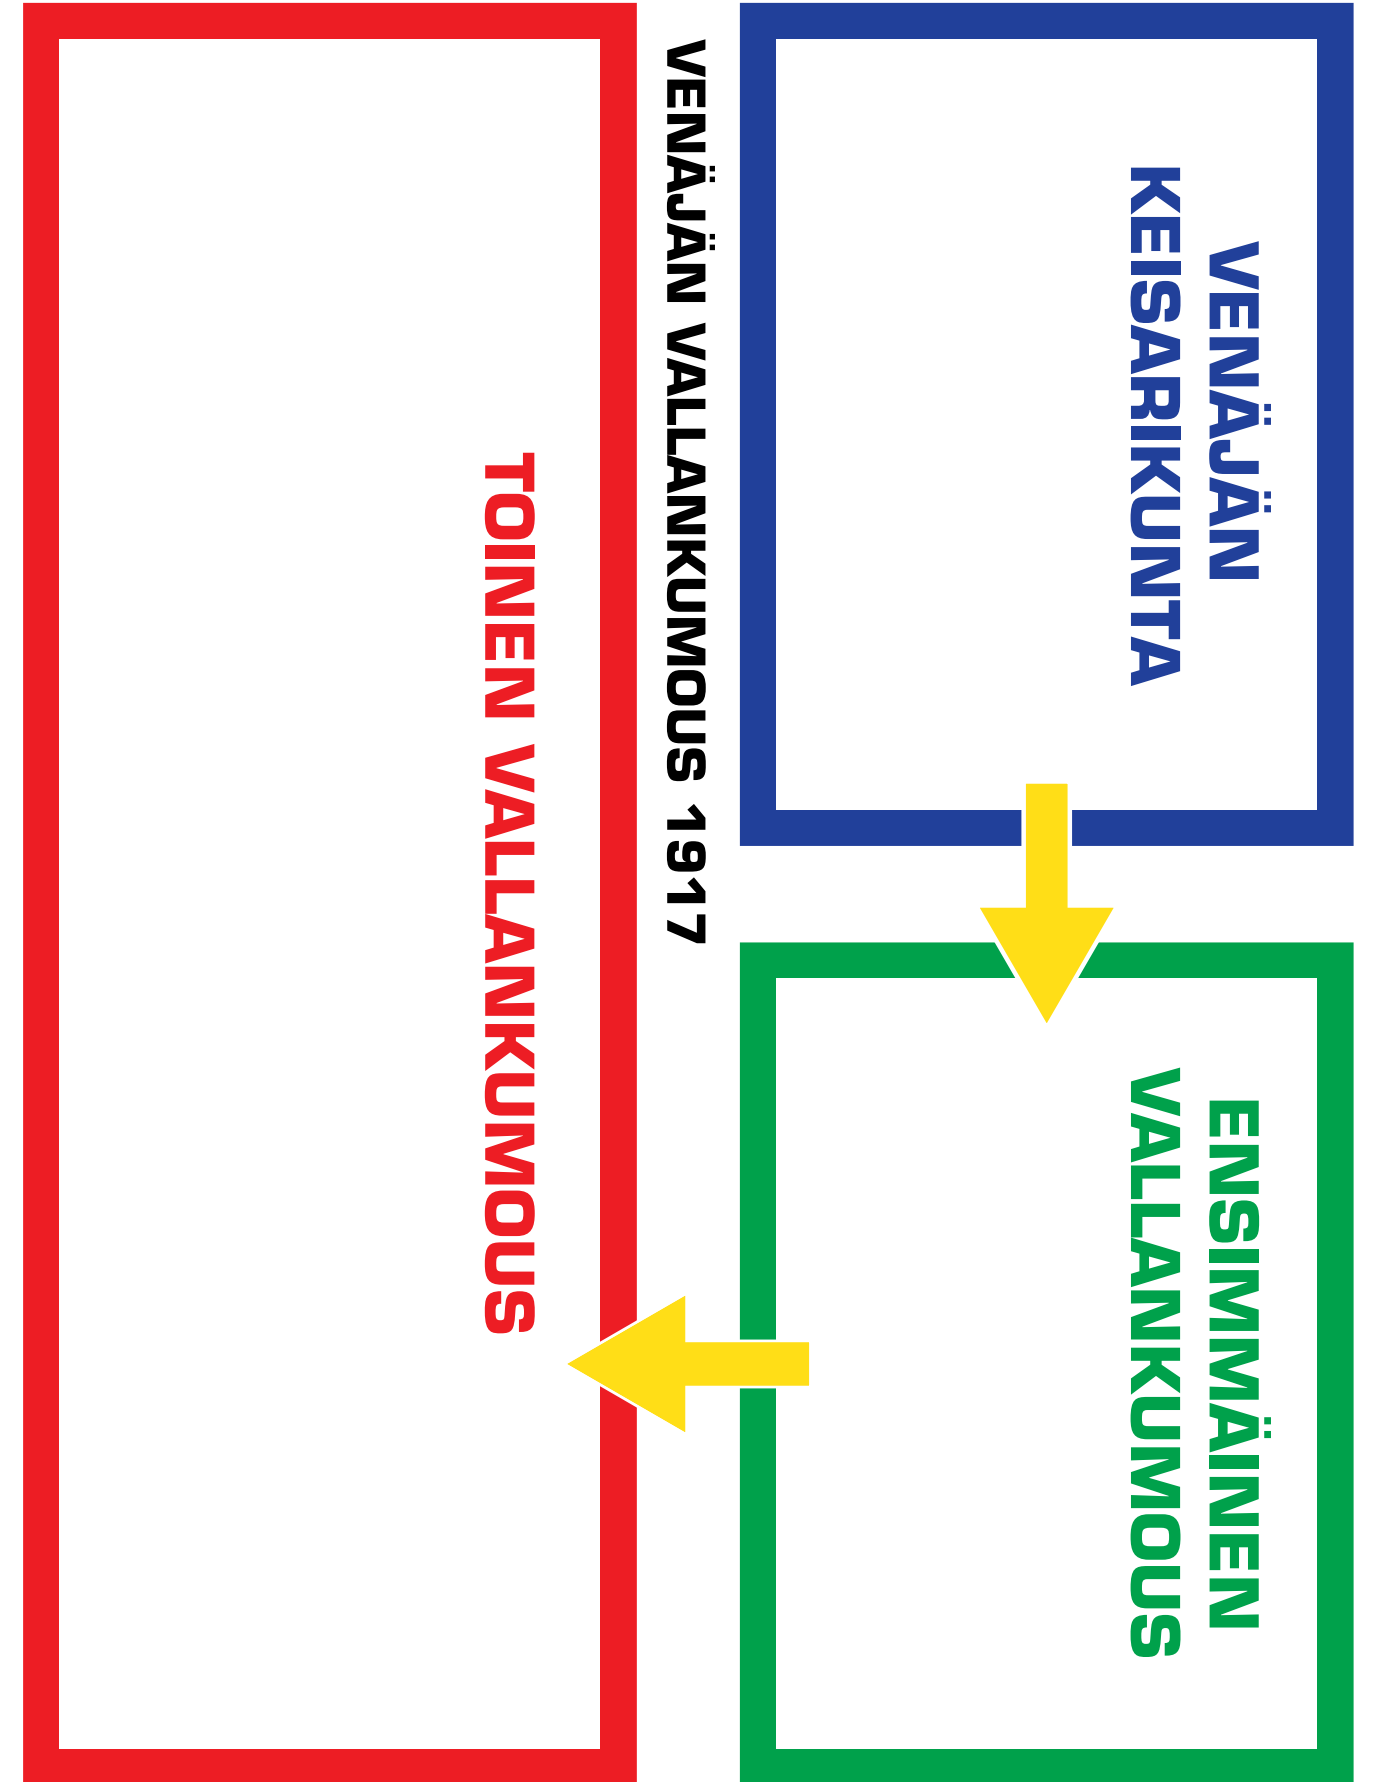 VENÄJÄN
KEISARIKUNTA
ENSIMMÄINEN
VALLANKUMOUS
VENÄJÄN VALLANKUMOUS 1917
TOINEN VALLANKUMOUS